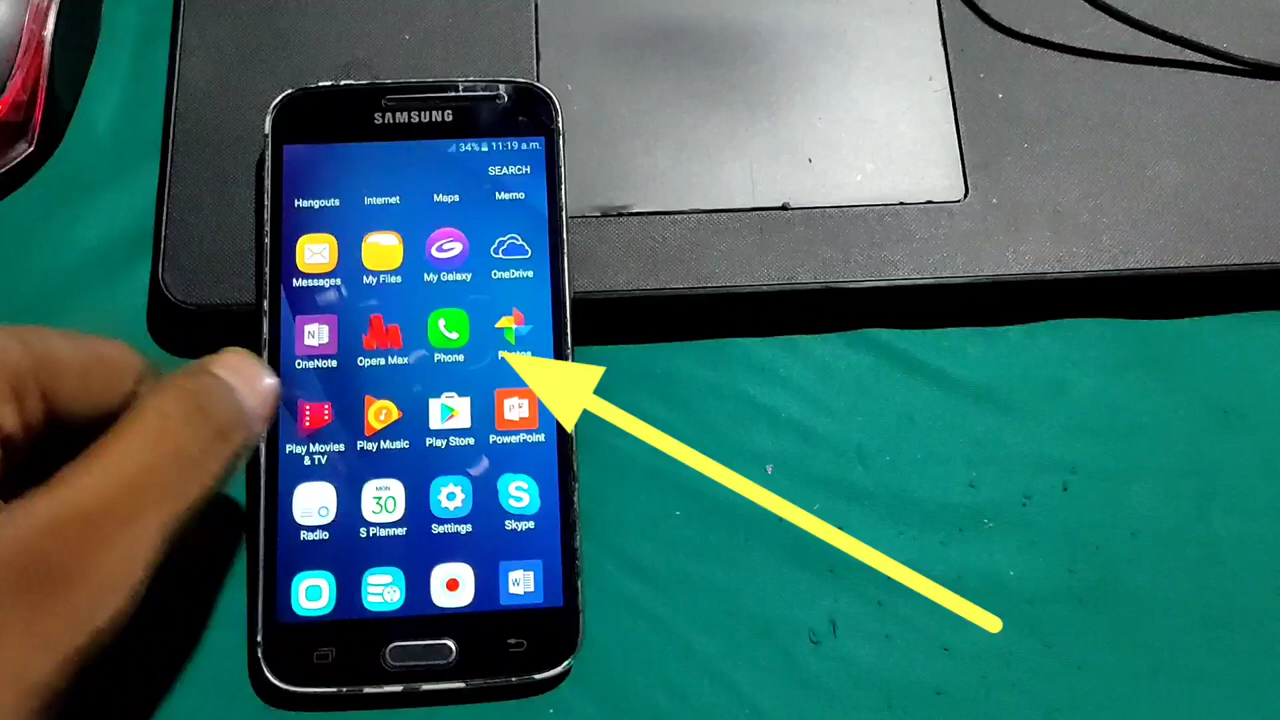 SAMSUNG
34% 11:19 a.m.
SEARCH
Hangouts Internet Maps Memo
Messages My Files My Galaxy OneDrive
N
OneNote Opera Max Phone Photos
Play Movies & TV Play Music Play Store PowerPoint
MON
30
Radio S Planner Settings Skype